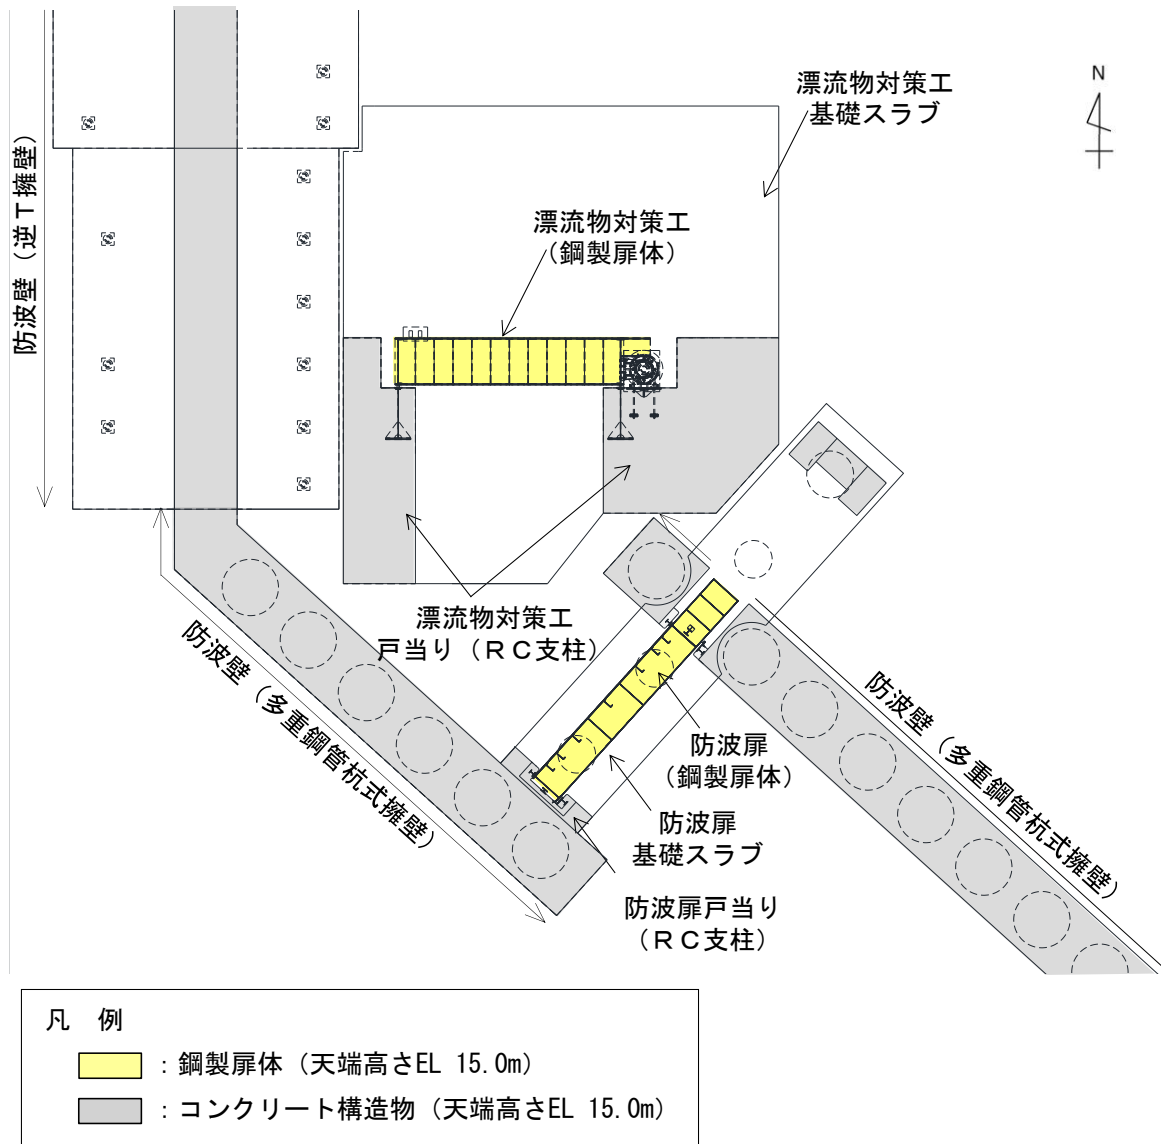 N
漂流物対策工
基礎スラブ
防波壁（逆Ｔ擁壁）
漂流物対策工
（鋼製扉体）
漂流物対策工
戸当り（ＲＣ支柱）
防波壁（多重鋼管杭式擁壁）
防波壁（多重鋼管杭式擁壁）
防波扉
（鋼製扉体）
防波扉
基礎スラブ
防波扉戸当り
（ＲＣ支柱）
凡　例
：鋼製扉体（天端高さEL 15.0m）
：コンクリート構造物（天端高さEL 15.0m）